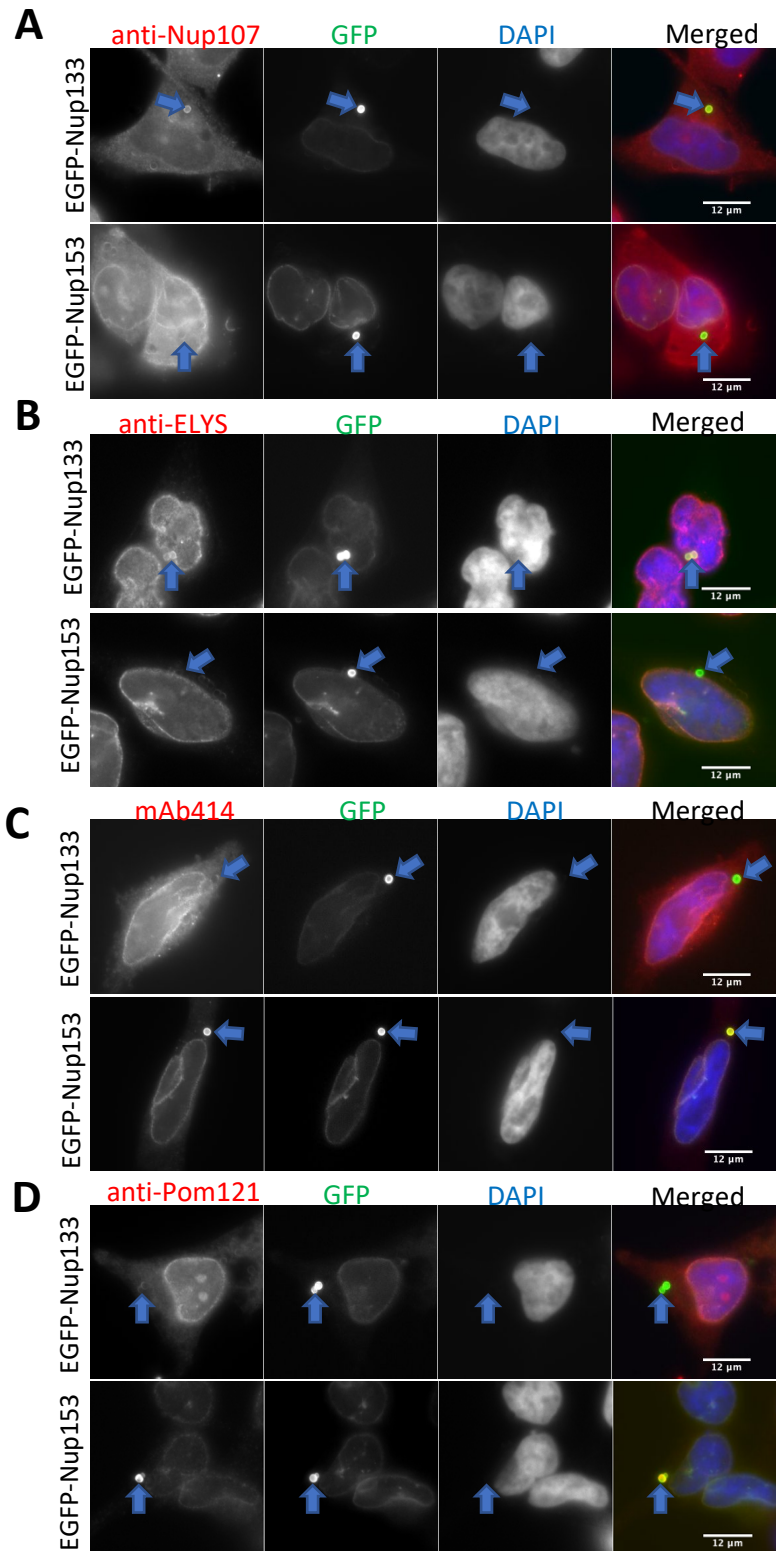 A
anti-Nup107 GFP DAPI Merged
EGFP-Nup133
12 µm
EGFP-Nup153
12 µm
B
anti-ELYS GFP DAPI Merged
EGFP-Nup133
12 µm
EGFP-Nup153
12 µm
C
mAb414 GFP DAPI Merged
EGFP-Nup133
12 µm
EGFP-Nup153
12 µm
D
anti-Pom121 GFP DAPI Merged
EGFP-Nup133
12 µm
EGFP-Nup153
12 µm